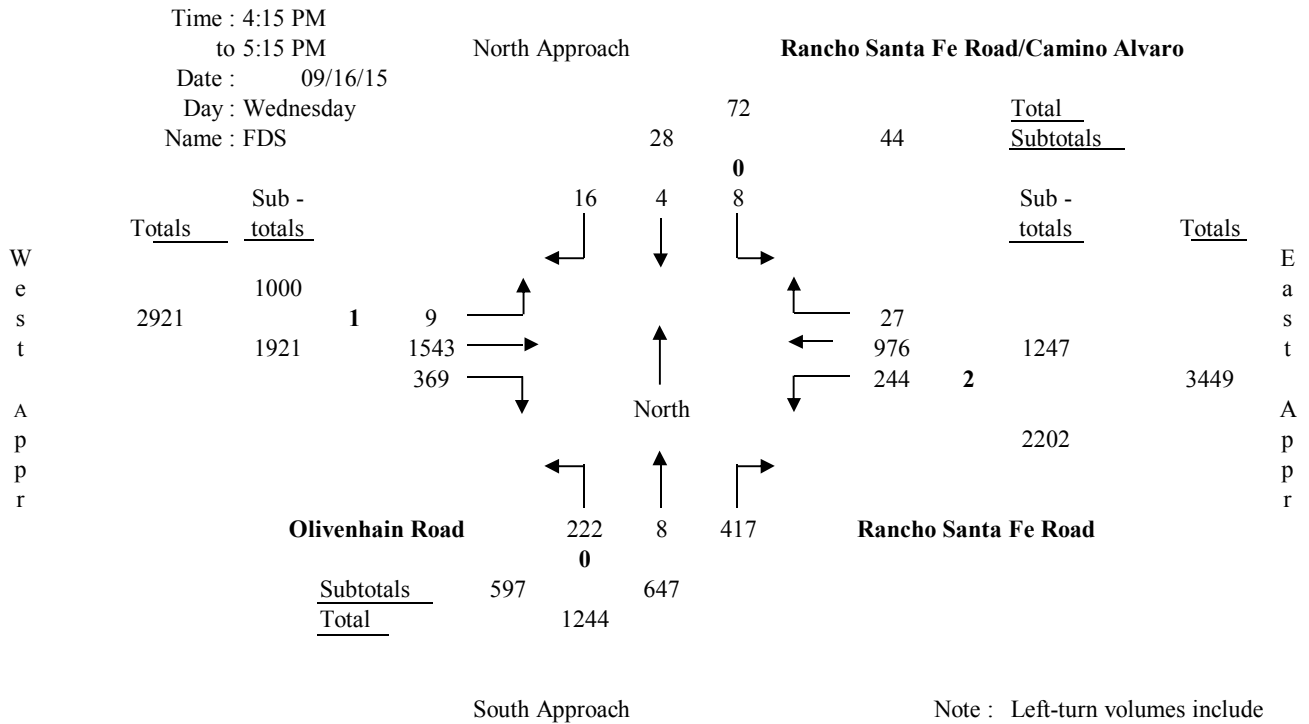 Time : 4:15 PM
to 5:15 PM North Approach Rancho Santa Fe Road/Camino Alvaro
Date : 09/16/15
Day : Wednesday 72 Total
Name : FDS 28 44 Subtotals
0
Sub - 16 4 8 Sub -
Totals totals totals Totals
1000
2921 1 9 27
1921 1543 976 1247
369 244 2 3449
North
2202
West Appr
East Appr
Olivenhain Road 222 8 417 Rancho Santa Fe Road
0
Subtotals 597 647
Total 1244
South Approach Note : Left-turn volumes include